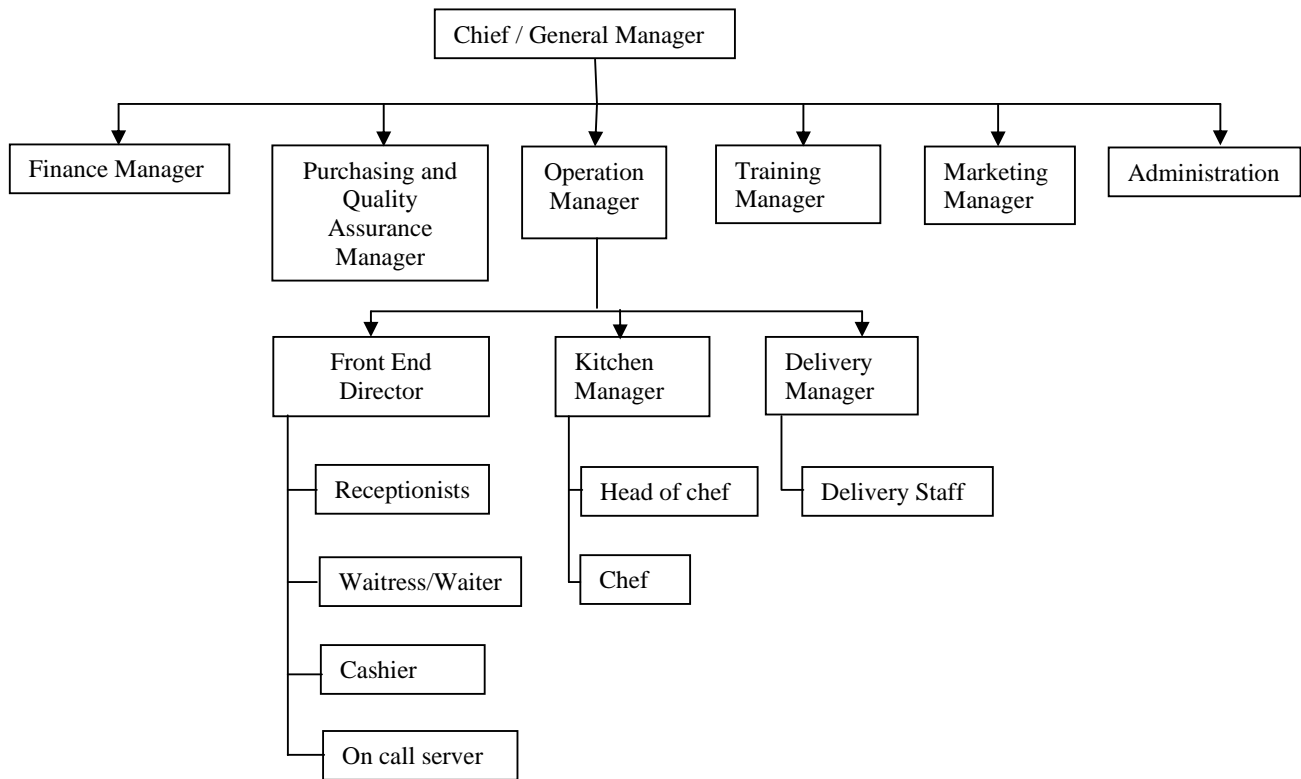 Chief / General Manager
Finance Manager
Purchasing and
Quality
Assurance
Manager
Operation
Manager
Training
Manager
Marketing
Manager
Administration
Front End
Director
Kitchen
Manager
Delivery
Manager
Receptionists
Head of chef
Delivery Staff
Waitress/Waiter
Chef
Cashier
On call server